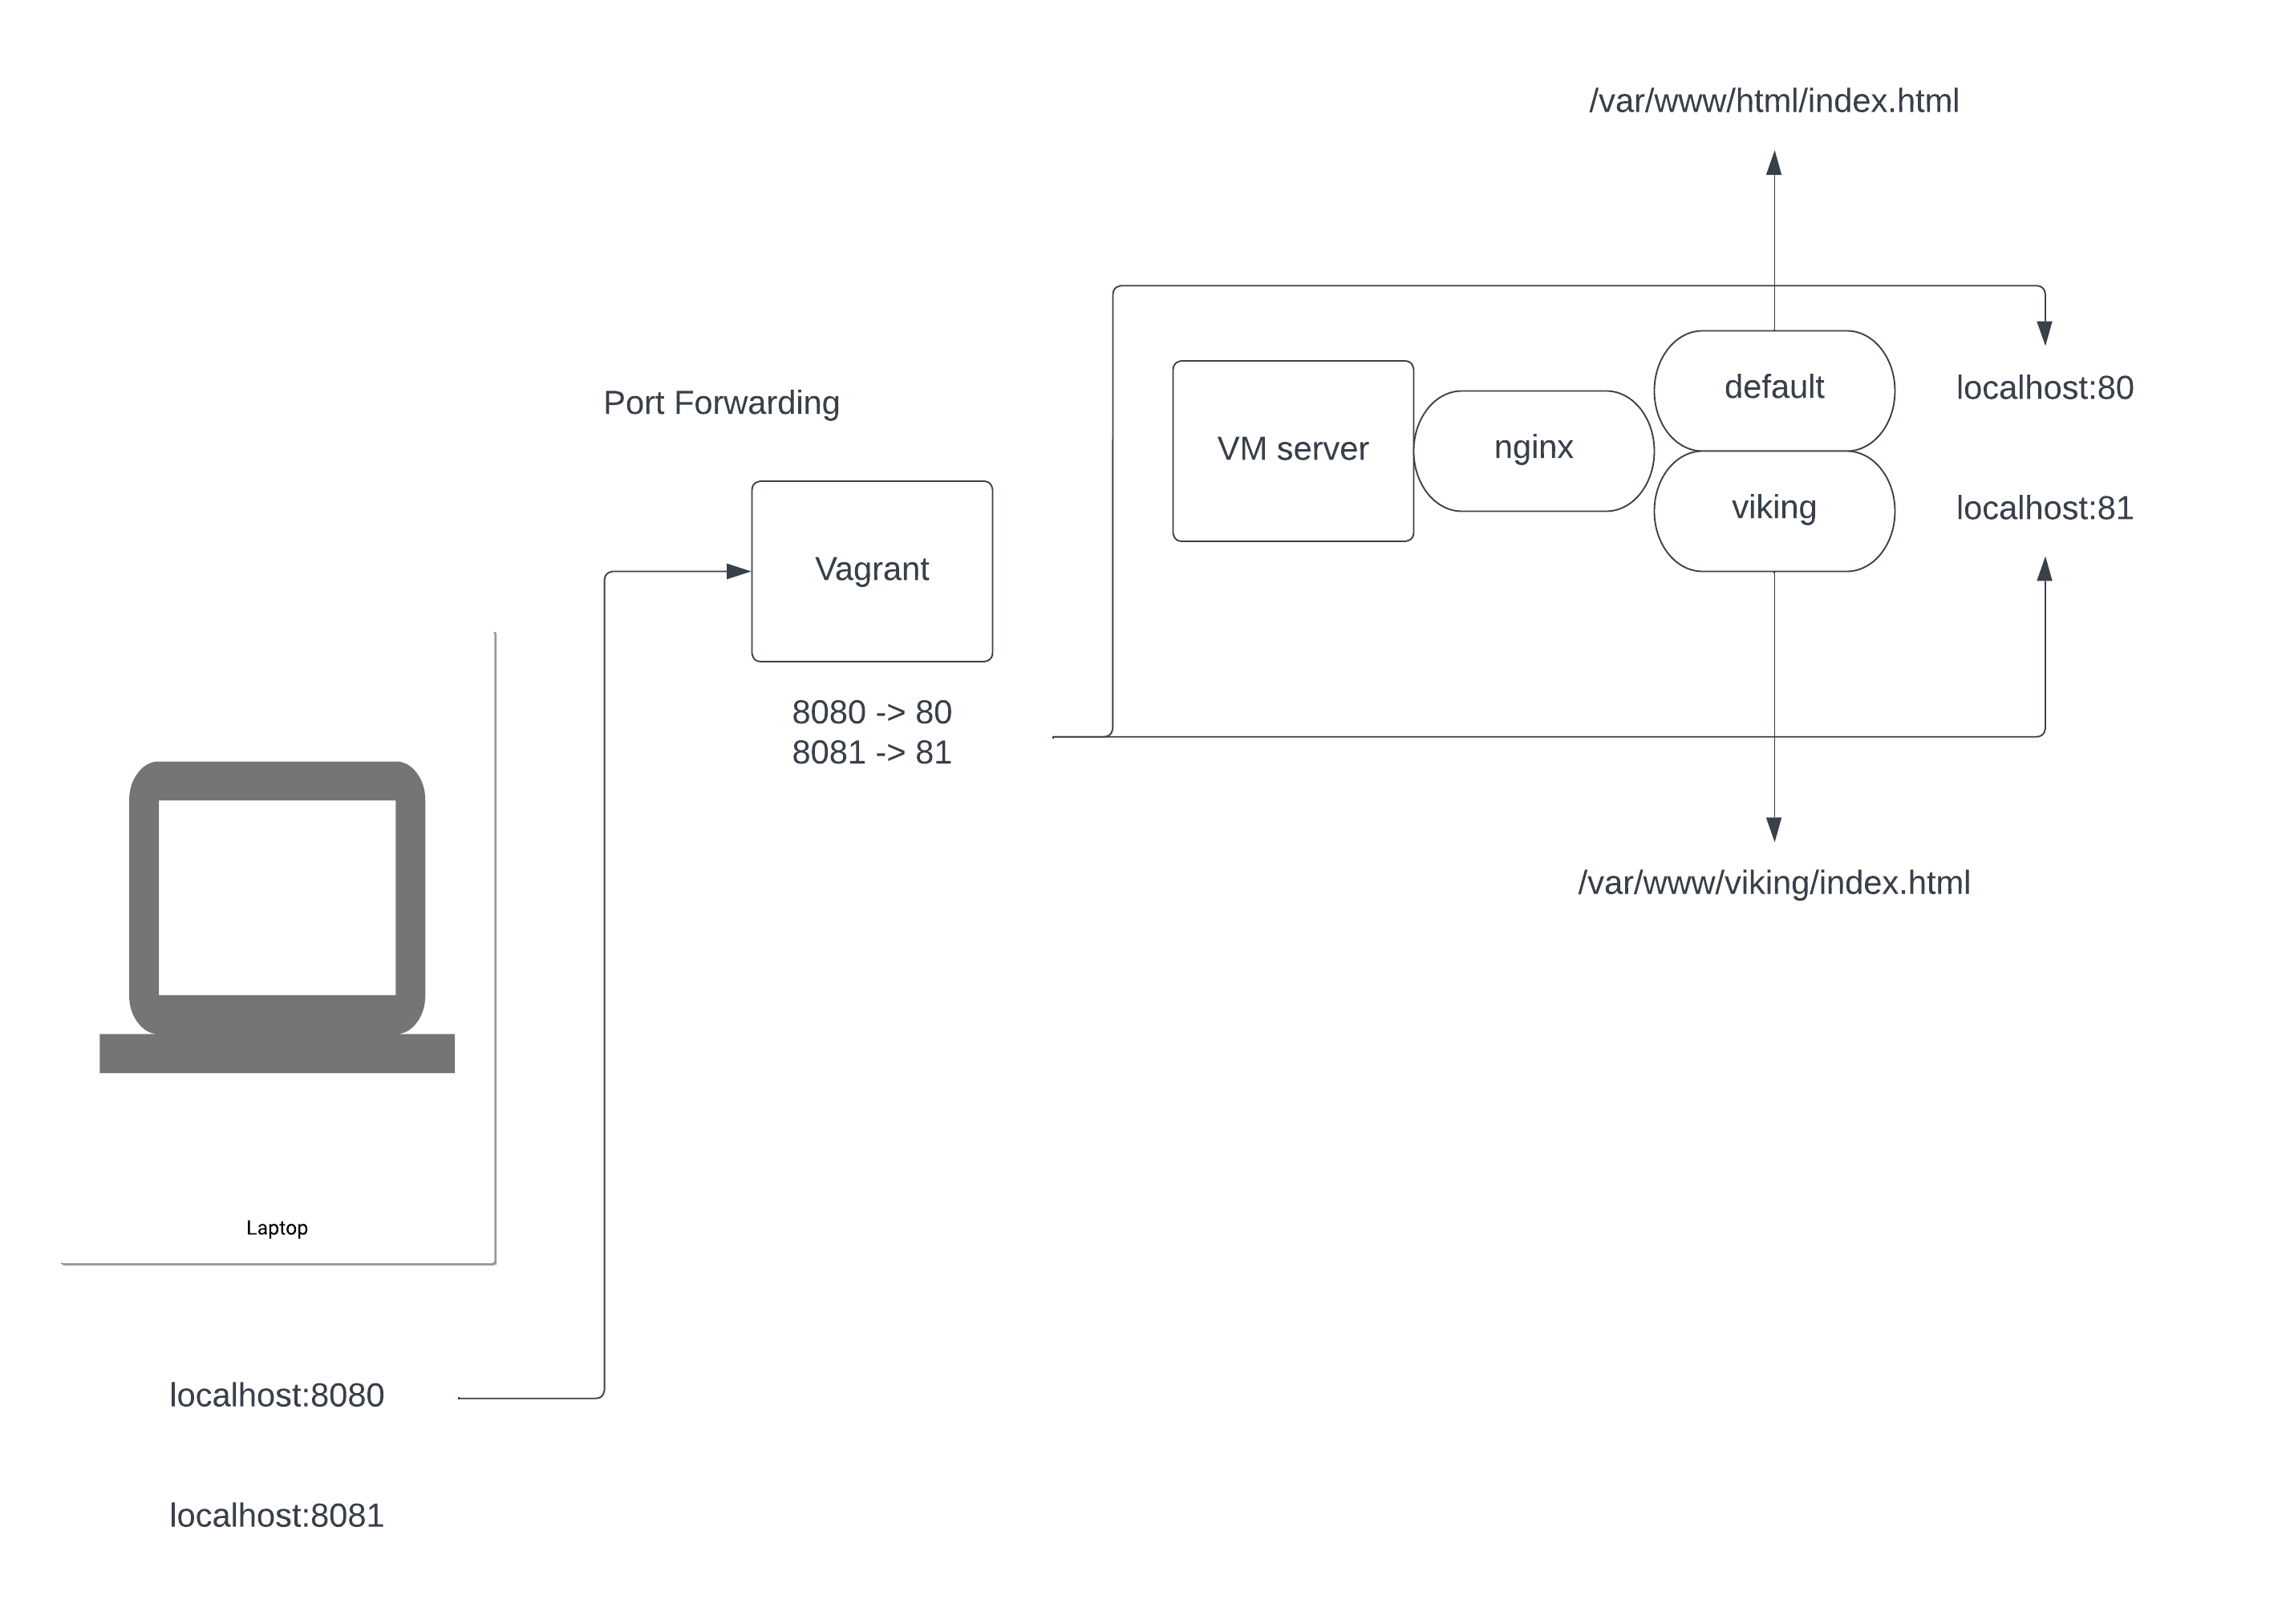 /var/www/html/index.html
Port Forwarding
default
localhost:80
VM server
nginx
viking
localhost:81
Vagrant
8080 -> 80
8081 -> 81
/var/www/viking/index.html
Laptop
localhost:8080
localhost:8081